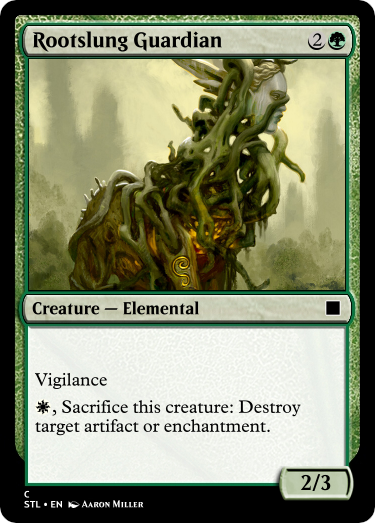 Rootslung Guardian 2
Creature — Elemental
Vigilance
, Sacrifice this creature: Destroy
target artifact or enchantment.
2/3
C
STL • EN Aaron Miller